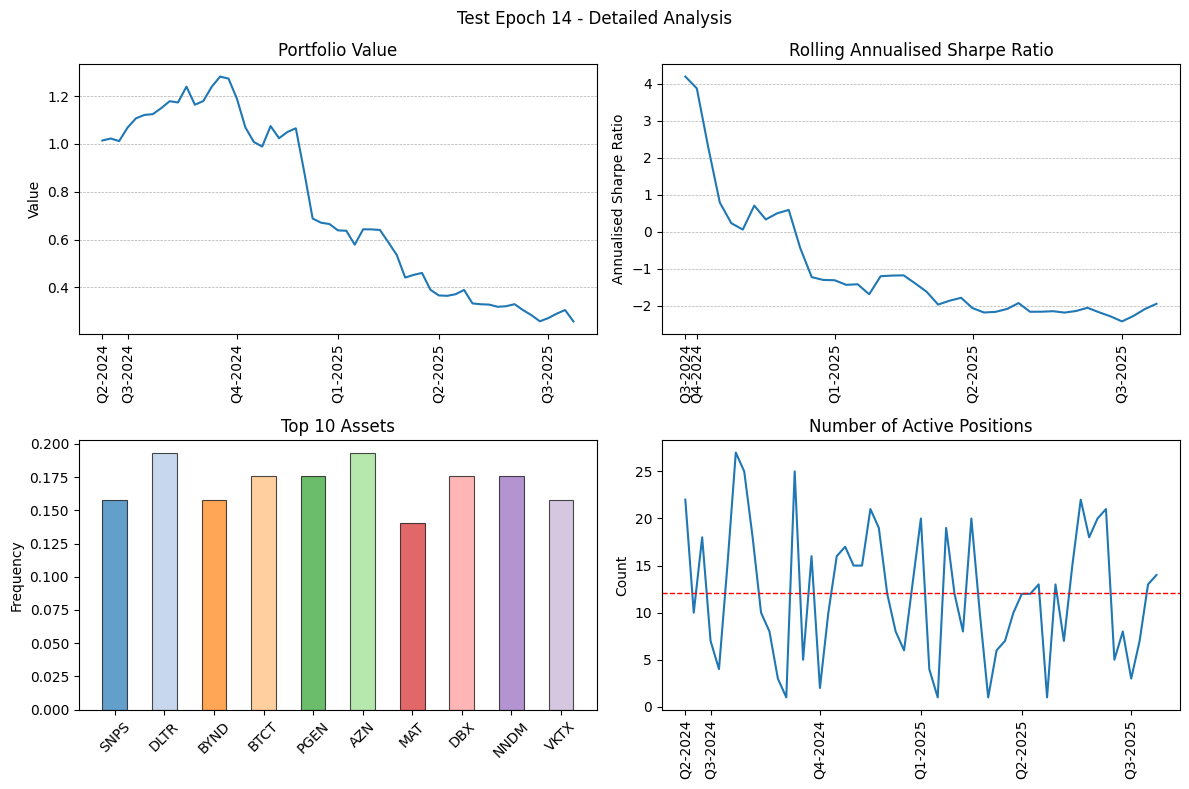 Test Epoch 14 - Detailed Analysis
Portfolio Value
Value
1.2
1.0
0.8
0.6
0.4
Q2-2024
Q3-2024
Q4-2024
Q1-2025
Q2-2025
Q3-2025
Rolling Annualised Sharpe Ratio
Annualised Sharpe Ratio
4
3
2
1
0
−1
−2
Q3-2024
Q4-2024
Q1-2025
Q2-2025
Q3-2025
Top 10 Assets
Frequency
0.200
0.175
0.150
0.125
0.100
0.075
0.050
0.025
0.000
SNPS
DLTR
BYND
BTCT
PGEN
AZN
MAT
DBX
NNDM
VKTX
Number of Active Positions
Count
25
20
15
10
5
0
Q2-2024
Q3-2024
Q4-2024
Q1-2025
Q2-2025
Q3-2025